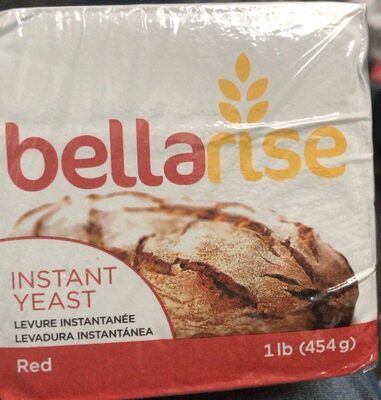 bellarise
INSTANT
YEAST
LEVURE INSTANTANÉE
LEVADURA INSTANTÁNEA
Red
1 lb (454 g)